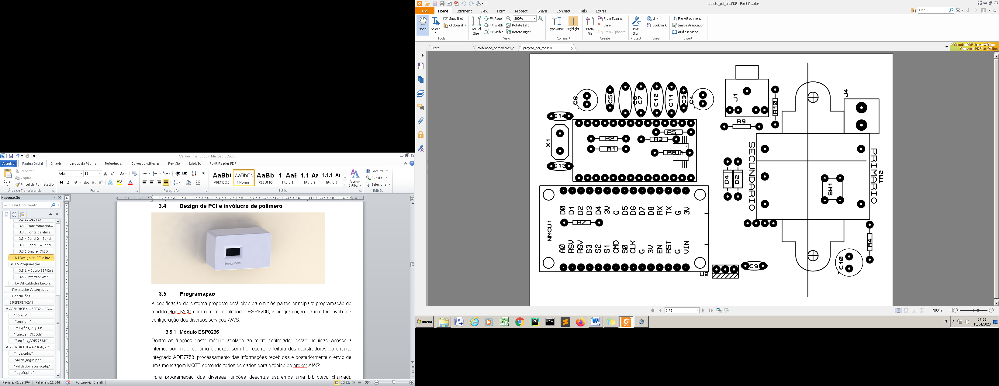 Versao_final.docx - Microsoft Word
Arquivo
Página Inicial
Inserir
Layout da Página
Referências
Correspondências
Revisão
Exibição
Foxit Reader PDF
Colar
Recortar
Copiar
Pincel de Formatação
Área de Transferência
Arial
12
Fonte
Parágrafo
AaBb(
APENDICE
AaBbCc
¶ Normal
AaBb
RESUMO
1 AaE
Título 1
1.1 Aa
Título 2
1.1.1 Aa
Título 3
Alterar
Estilos
Estilo
Localizar
Substituir
Selecionar
Edição
Navegação
Pesquisar Documento
3.3.1 ADE7753
3.3.2 Transformador...
3.3.3 Fonte de alime...
3.3.4 Canal 2 – Sond...
3.3.5 Canal 1 – Sond...
3.3.6 Display OLED
3.4 Design de PCI e inv...
3.5 Programação
3.5.1 Módulo ESP8266
3.5.2 Interface web
3.6 Dificuldades Encon...
4 Resultados Alcançados
5 Conclusões
6 REFERÊNCIAS
APÊNDICE A – ESP32 – CÓ...
"Core.h"
"config.h"
"funções_MQTT.h"
"funções_OLED.h"
"funções_ADE7753.h"
APÊNDICE B – APLICAÇÃO ...
"index.php"
"valida_login.php"
"validador_acesso.php"
"logoff.php"
3.4 Design de PCI e invólucro de polímero
EnergyMeter
3.5 Programação
A codificação do sistema proposto está dividida em três partes principais: programação do
módulo NodeMCU com o micro controlador ESP8266, a programação da interface web e a
configuração dos diversos serviços AWS.
3.5.1 Módulo ESP8266
Dentre as funções deste módulo atrelado ao micro controlador, estão incluídas: acesso à
internet por meio de uma conexão sem fio, escrita e leitura dos registradores do circuito
integrado ADE7753, processamento das informações recebidas e posteriormente o envio de
uma mensagem MQTT contendo todos os dados para o tópico do broker AWS.
Para programação das diversas funções descritas usaremos uma biblioteca chamada
Página: 41 de 106
Palavras: 11.844
Português (Brasil)
99%
projeto_pci_tcc.PDF - Foxit Reader
File
Home
Comment
View
Form
Protect
Share
Connect
Help
Extras
Find
Hand
Select
SnapShot
Clipboard
Tools
Actual
Size
Fit Page
Fit Width
Fit Visible
300%
Rotate Left
Rotate Right
View
Typewriter
Highlight
Comment
From
File
From Scanner
Blank
From Clipboard
Create
PDF
Sign
Protect
Link
Bookmark
Links
File Attachment
Image Annotation
Audio & Video
Insert
Start
calibracao_parametros_q...
projeto_pci_tcc.PDF
Create PDF from Office
Convert PDF to Office
C6
C5
C8
C7
C12
C11
C3
C4
J1
R10
J4
C14
R9
X1
R2
R1
R5
R3
C13
SECUNDARIO
PRIMARIO
TR2
D4
D2
SW1
NMCU1
D0
D1
D2
D3
D4
3V
G
D5
D6
D7
D8
RX
TX
G
3V
R7
A0
RSV
RSV
S3
S2
S1
CMD
S0
CLK
G
3V
EN
RST
G
VIN
U2
C9
C10
R4
1 / 1
300%
Iniciar
PT
17:33
13/04/2020